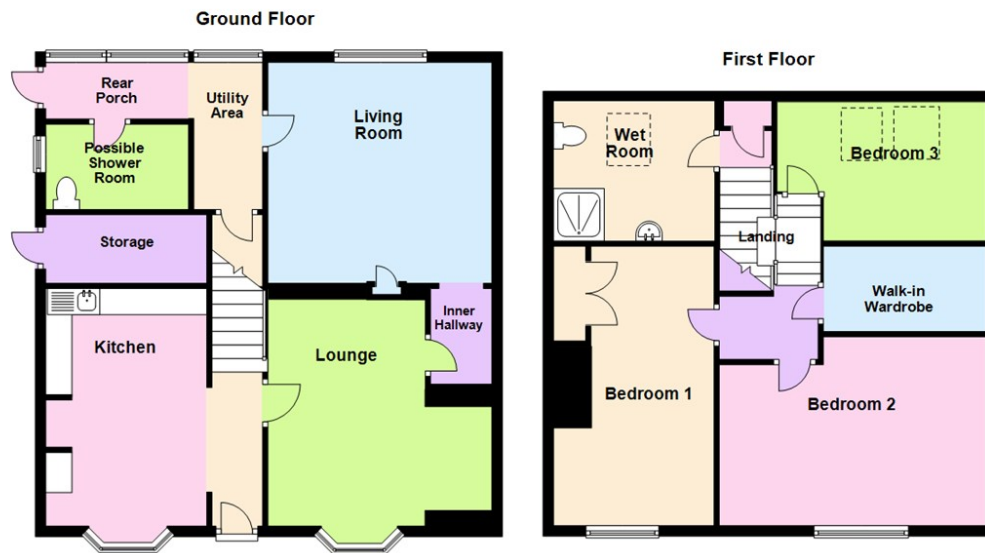 Ground Floor
Rear
Porch
Utility
Area
Living
Room
Possible
Shower
Room
Storage
Kitchen
Lounge
Inner
Hallway
First Floor
Wet
Room
Bedroom 3
Landing
Walk-in
Wardrobe
Bedroom 1
Bedroom 2